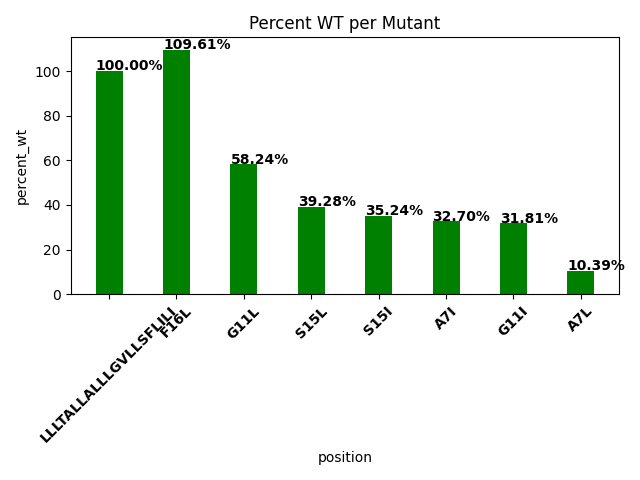 Percent WT per Mutant
percent_wt
100
80
60
40
20
0
100.00%
109.61%
58.24%
39.28%
35.24%
32.70%
31.81%
10.39%
LLLTALLALLLGVLLSFLILI
F16L
G11L
S15L
S15I
A7I
G11I
A7L
position